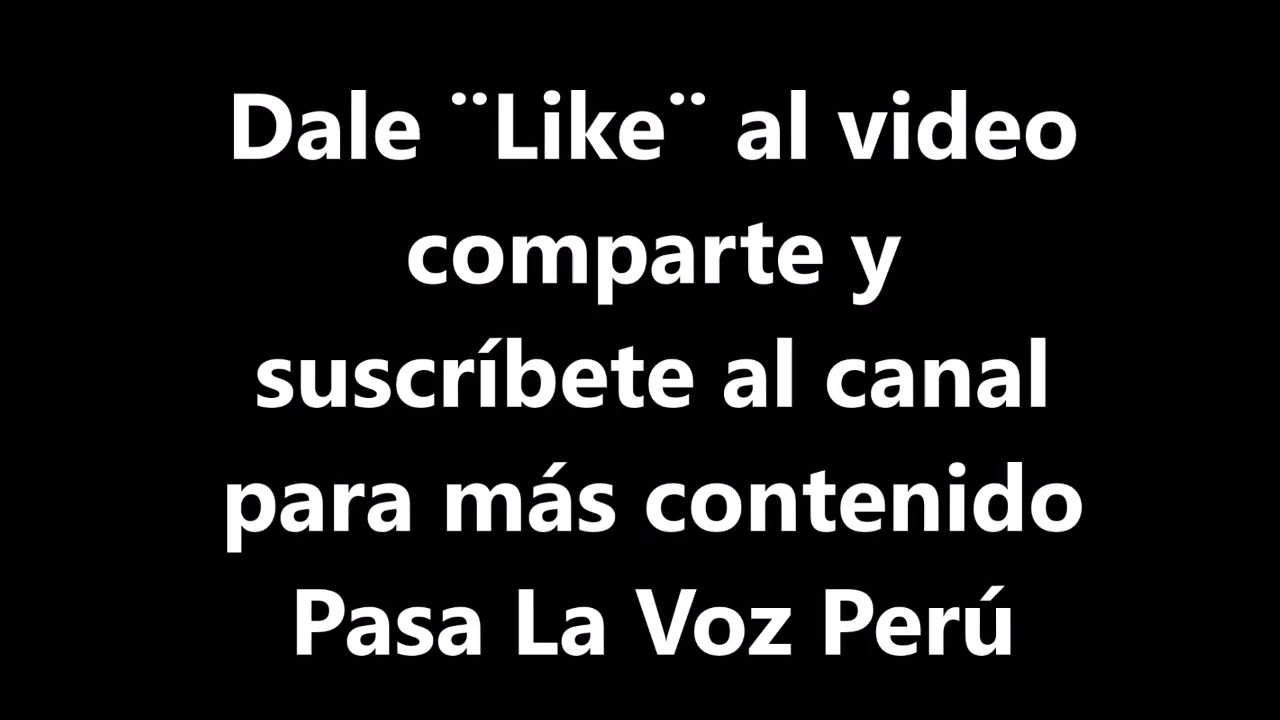 Dale ¨Like¨ al video
comparte y
suscríbete al canal
para más contenido
Pasa La Voz Perú